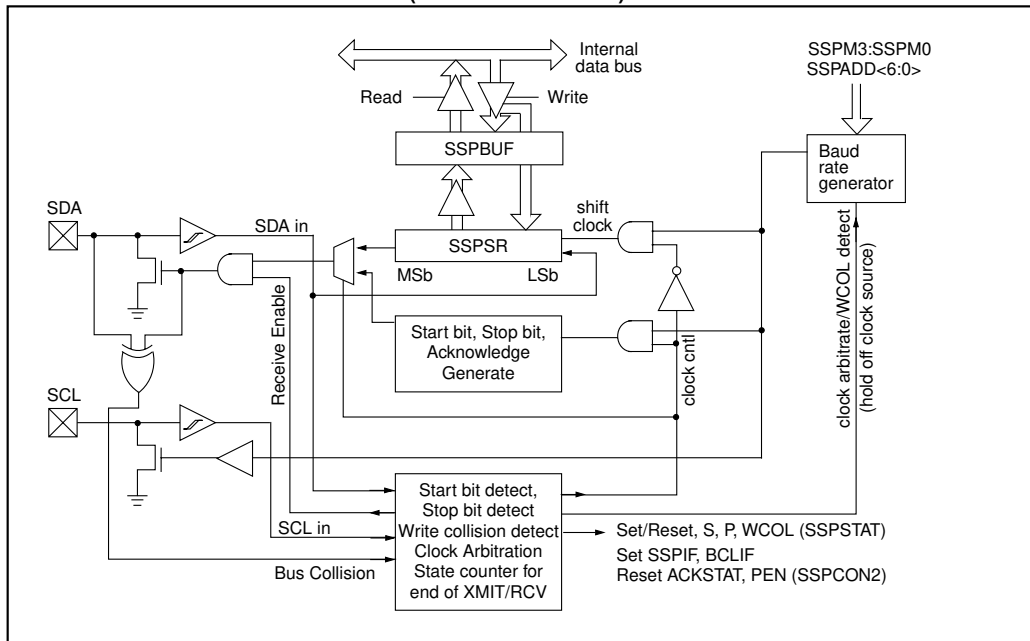 Internal
data bus
SSPM3:SSPM0
SSPADD<6:0>
Read
Write
SSPBUF
Baud
rate
generator
SDA
SDA in
shift
clock
SSPSR
MSb
LSb
Receive Enable
Start bit, Stop bit,
Acknowledge
Generate
clock cntl
clock arbitrate/WCOL detect
(hold off clock source)
SCL
SCL in
Bus Collision
Start bit detect,
Stop bit detect
Write collision detect
Clock Arbitration
State counter for
end of XMIT/RCV
Set/Reset, S, P, WCOL (SSPSTAT)
Set SSPIF, BCLIF
Reset ACKSTAT, PEN (SSPCON2)